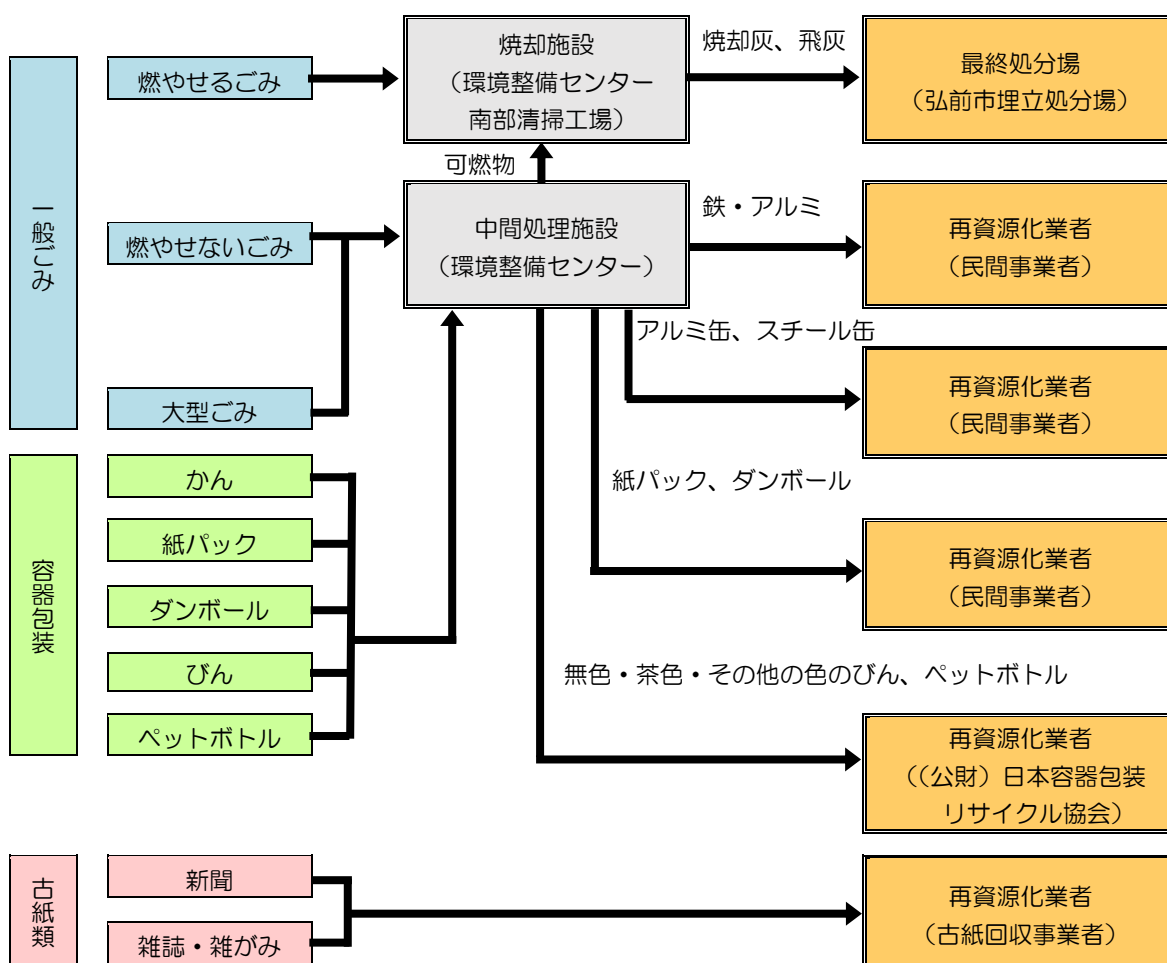 焼却施設
（環境整備センター
南部清掃工場）
焼却灰、飛灰
最終処分場
（弘前市埋立処分場）
一般ごみ
燃やせるごみ
可燃物
燃やせないごみ
中間処理施設
（環境整備センター）
鉄・アルミ
再資源化業者
（民間事業者）
アルミ缶、スチール缶
大型ごみ
再資源化業者
（民間事業者）
容器包装
かん
紙パック
ダンボール
びん
ペットボトル
紙パック、ダンボール
再資源化業者
（民間事業者）
無色・茶色・その他の色のびん、ペットボトル
再資源化業者
（（公財）日本容器包装
リサイクル協会）
古紙類
新聞
雑誌・雑がみ
再資源化業者
（古紙回収事業者）